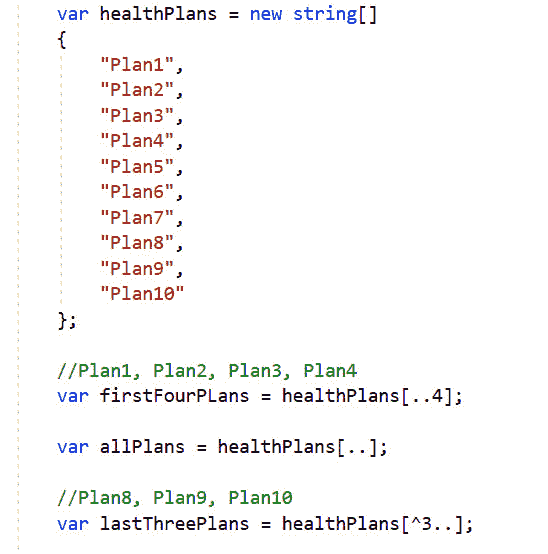 var healthPlans = new string[]
{
"Plan1",
"Plan2",
"Plan3",
"Plan4",
"Plan5",
"Plan6",
"Plan7",
"Plan8",
"Plan9",
"Plan10"
};
//Plan1, Plan2, Plan3, Plan4
var firstFourPLans = healthPlans[..4];
var allPlans = healthPlans[..];
//Plan8, Plan9, Plan10
var lastThreePlans = healthPlans[^3..];